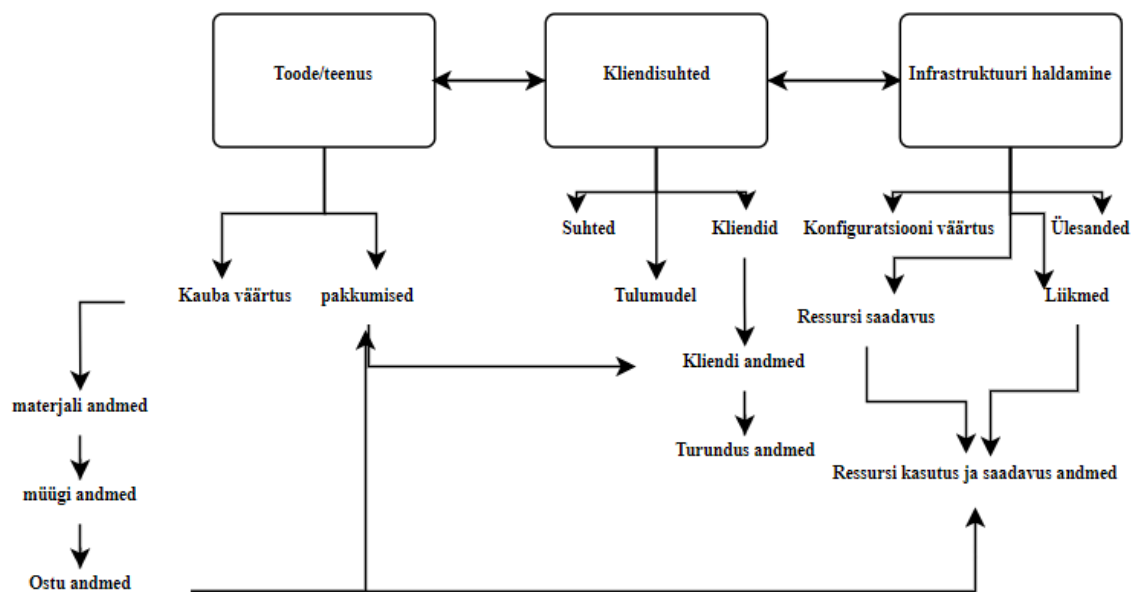 Toode/teenus
Kliendisuhted
Infrastruktuuri haldamine
Suhted
Kliendid
Konfiguratsiooni väärtus
Ülesanded
Kauba väärtus
pakkumised
Tulumudel
Ressursi saadavus
Liikmed
Kliendi andmed
materjali andmed
Turundus andmed
Ressursi kasutus ja saadavus andmed
müügi andmed
Ostu andmed